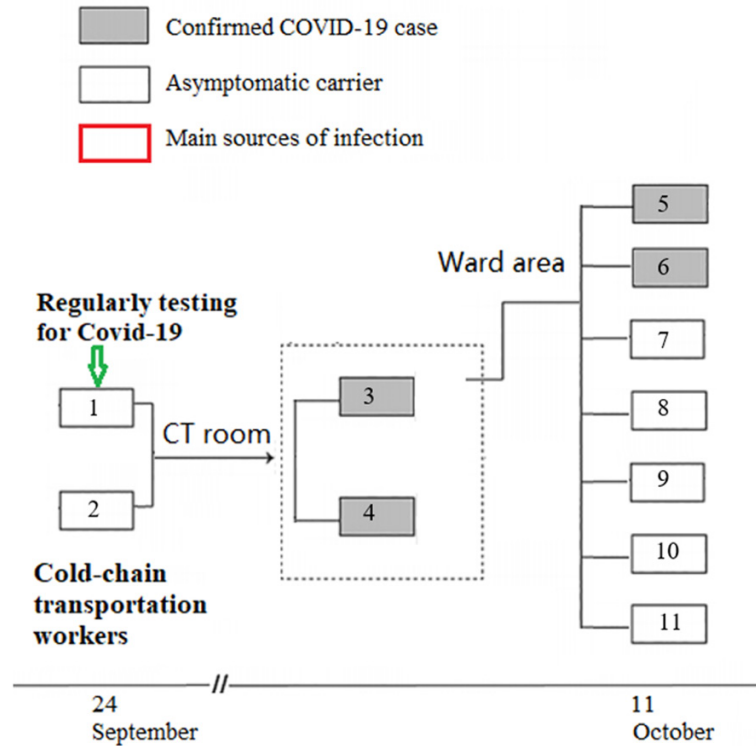 Confirmed COVID-19 case
Asymptomatic carrier
Main sources of infection
5
Ward area
6
Regularly testing
for Covid-19
7
3
1
8
CT room
9
2
4
10
Cold-chain
transportation
workers
11
//
24
September
11
October